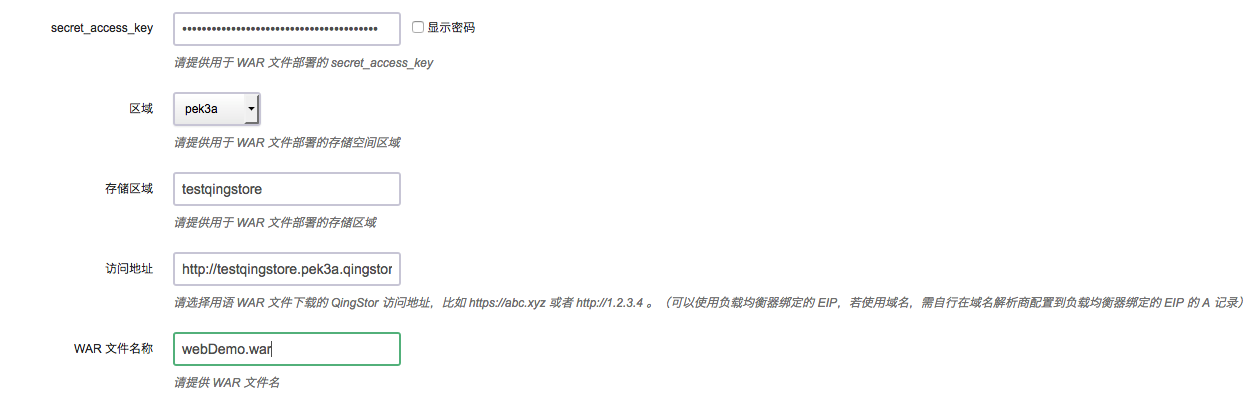 secret_access_key ••••••••••••••••••••••••••••••••••••••••• 显示密码
请提供用于 WAR 文件部署的 secret_access_key
区域 pek3a
请提供用于 WAR 文件部署的存储空间区域
存储区域 testqingstore
请提供用于 WAR 文件部署的存储区域
访问地址 http://testqingstore.pek3a.qingstor
请选择用语 WAR 文件下载的 QingStor 访问地址，比如 https://abc.xyz 或者 http://1.2.3.4 。（可以使用负载均衡器绑定的 EIP，若使用域名，需自行在域名解析商配置到负载均衡器绑定的 EIP 的 A 记录）
WAR 文件名称 webDemo.war
请提供 WAR 文件名